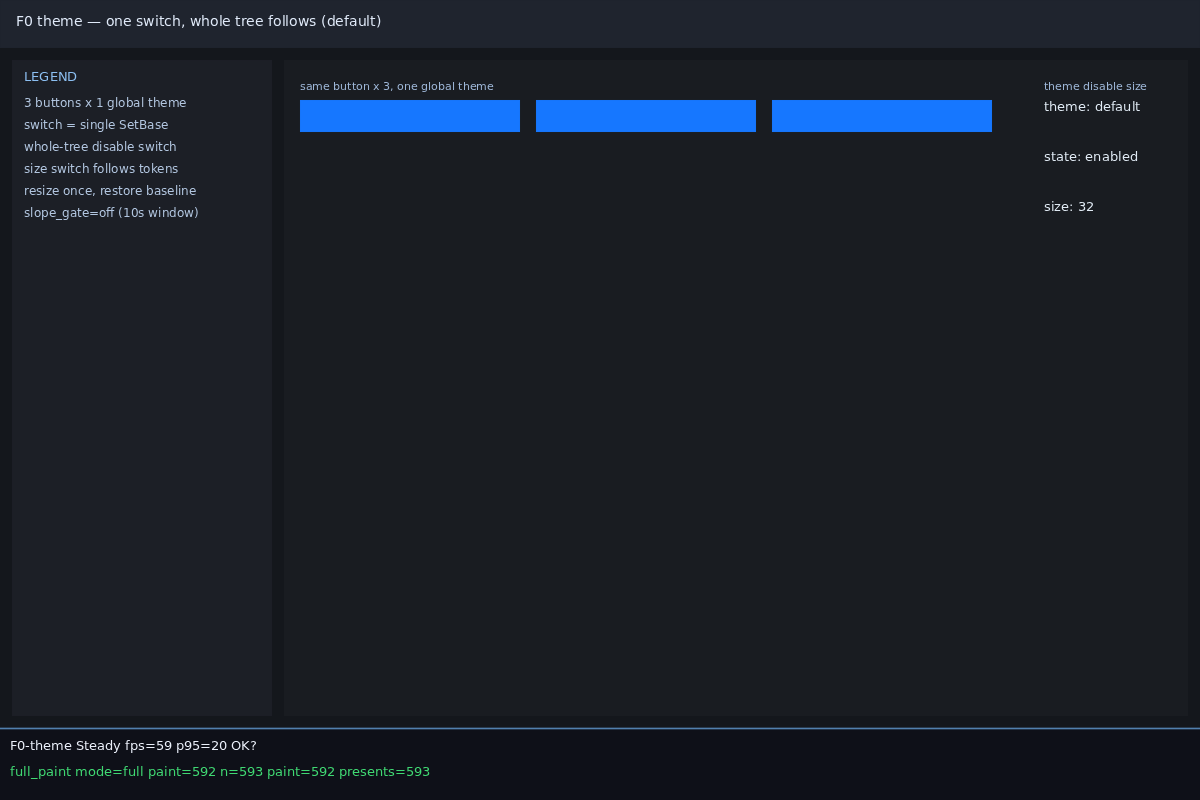 F0 theme — one switch, whole tree follows (default)
LEGEND
3 buttons x 1 global theme
switch = single SetBase
whole-tree disable switch
size switch follows tokens
resize once, restore baseline
slope_gate=off (10s window)
same button x 3, one global theme
theme disable size
theme: default
state: enabled
size: 32
F0-theme Steady fps=59 p95=20 OK?
full_paint mode=full paint=592 n=593 paint=592 presents=593